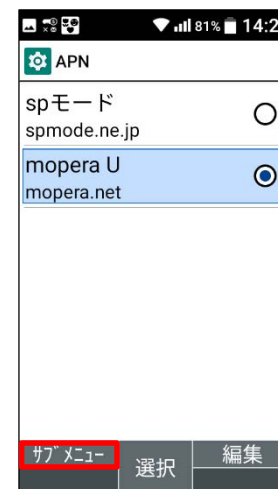 81% 14:2
APN
spモード
spmode.ne.jp
mopera U
mopera.net
ｻﾌﾞﾒﾆｭｰ
選択
編集